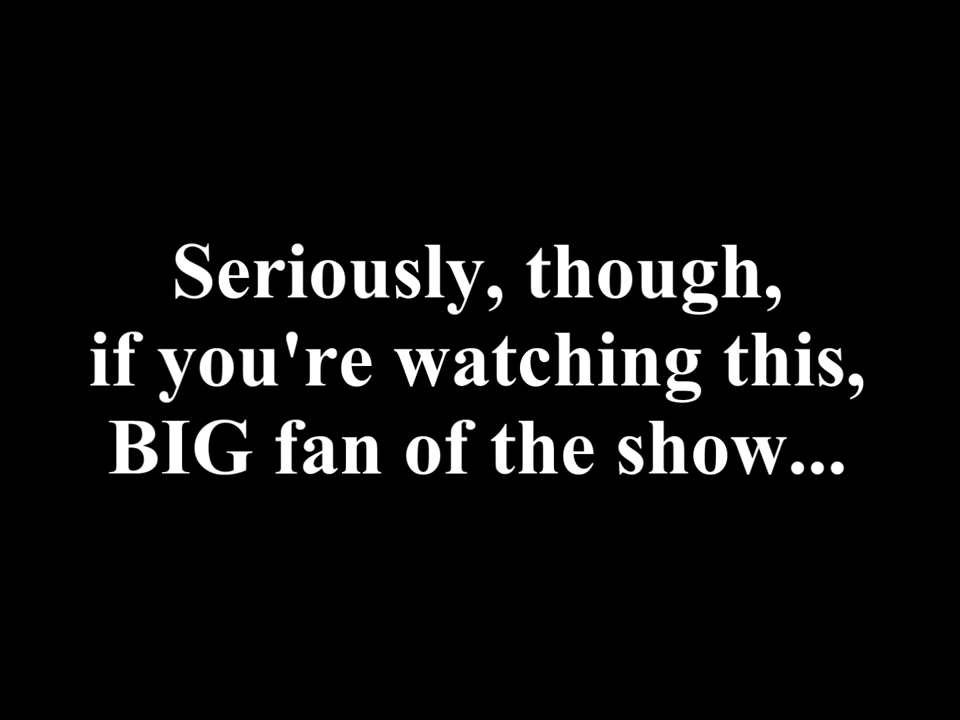 Seriously, though,
if you're watching this,
BIG fan of the show...